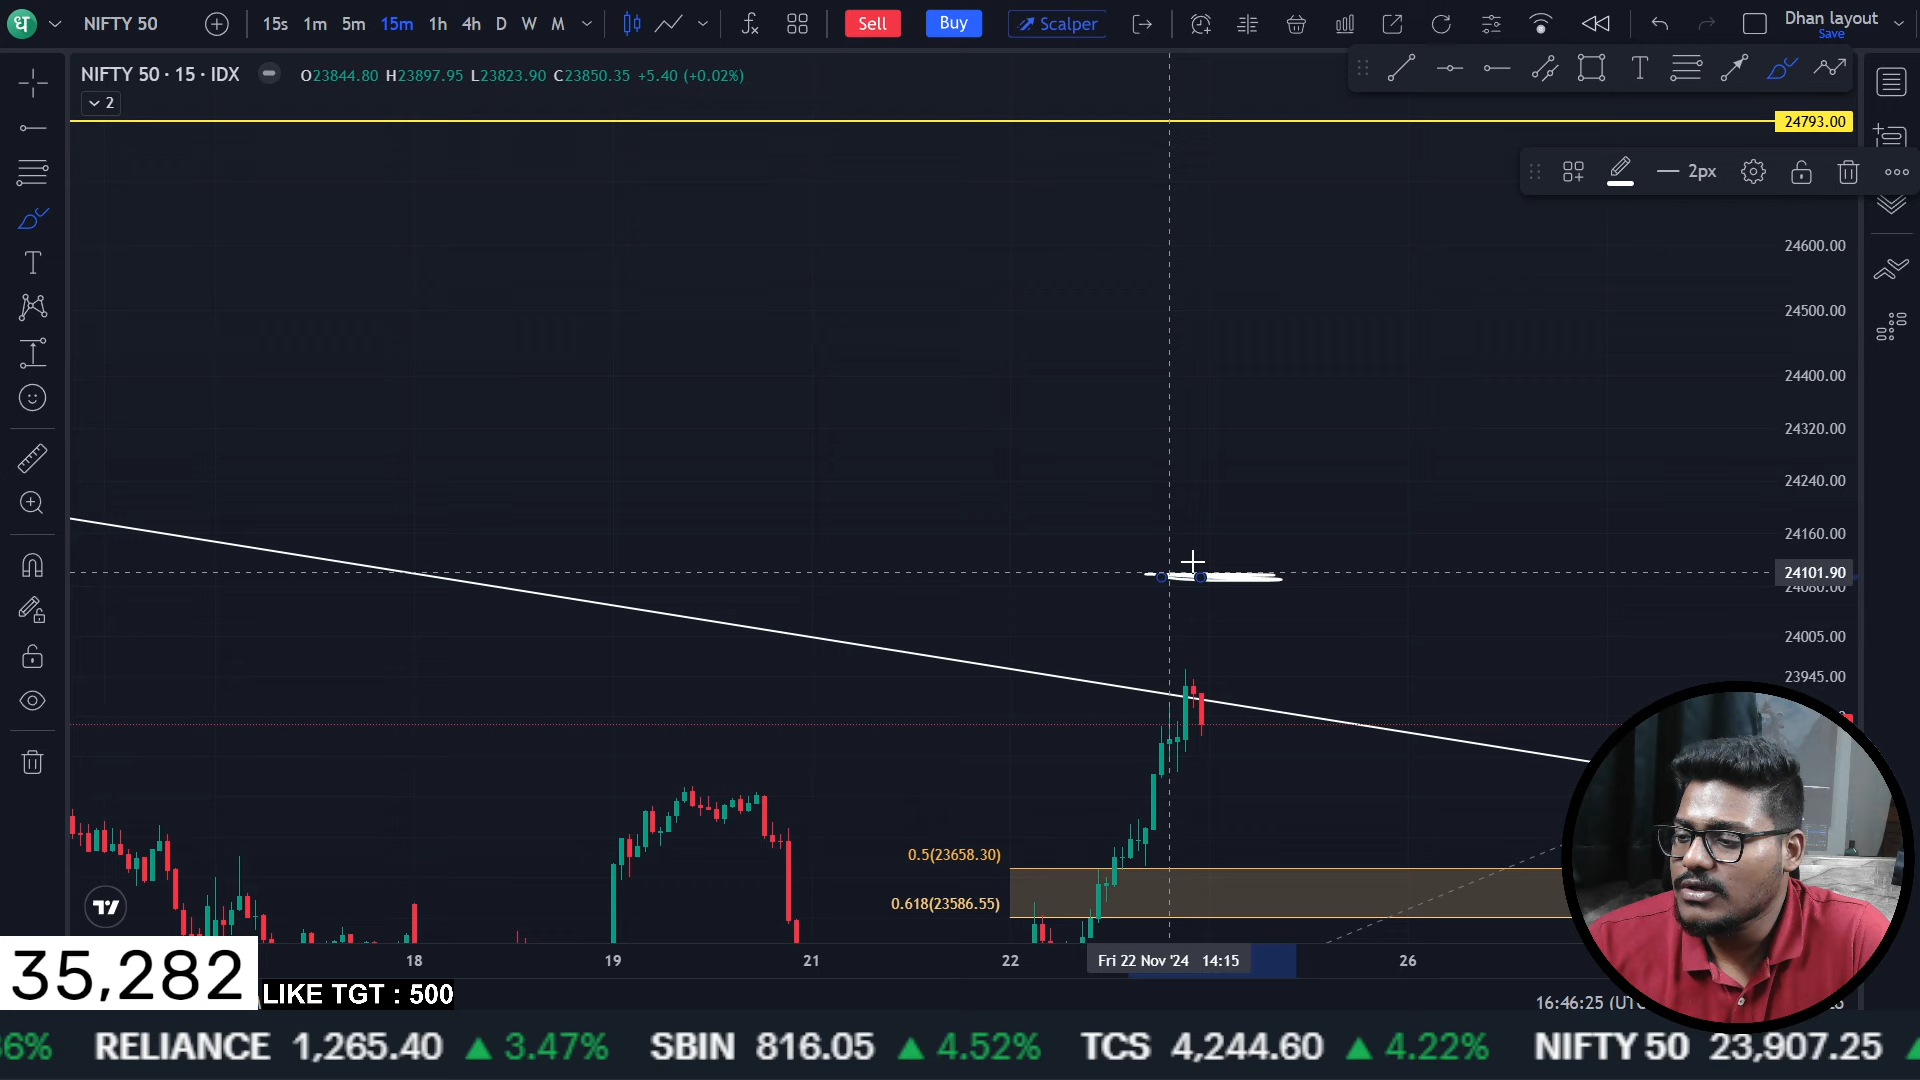 धं NIFTY 50 15s 1m 5m 15m 1h 4h D W M Sell Buy Scalper Dhan layout
Save
NIFTY 50 · 15 · IDX O23844.80 H23897.95 L23823.90 C23850.35 +5.40 (+0.02%)
2
24793.00
2px
24600.00
24500.00
24400.00
24320.00
24240.00
24160.00
24101.90
24080.00
24005.00
23945.00
0.5(23658.30)
0.618(23586.55)
18 19 21 22 Fri 22 Nov '24 14:15 26
35,282
LIKE TGT : 500
16:46:25 (UTC
RELIANCE 1,265.40 ▲ 3.47% SBIN 816.05 ▲ 4.52% TCS 4,244.60 ▲ 4.22% NIFTY 50 23,907.25